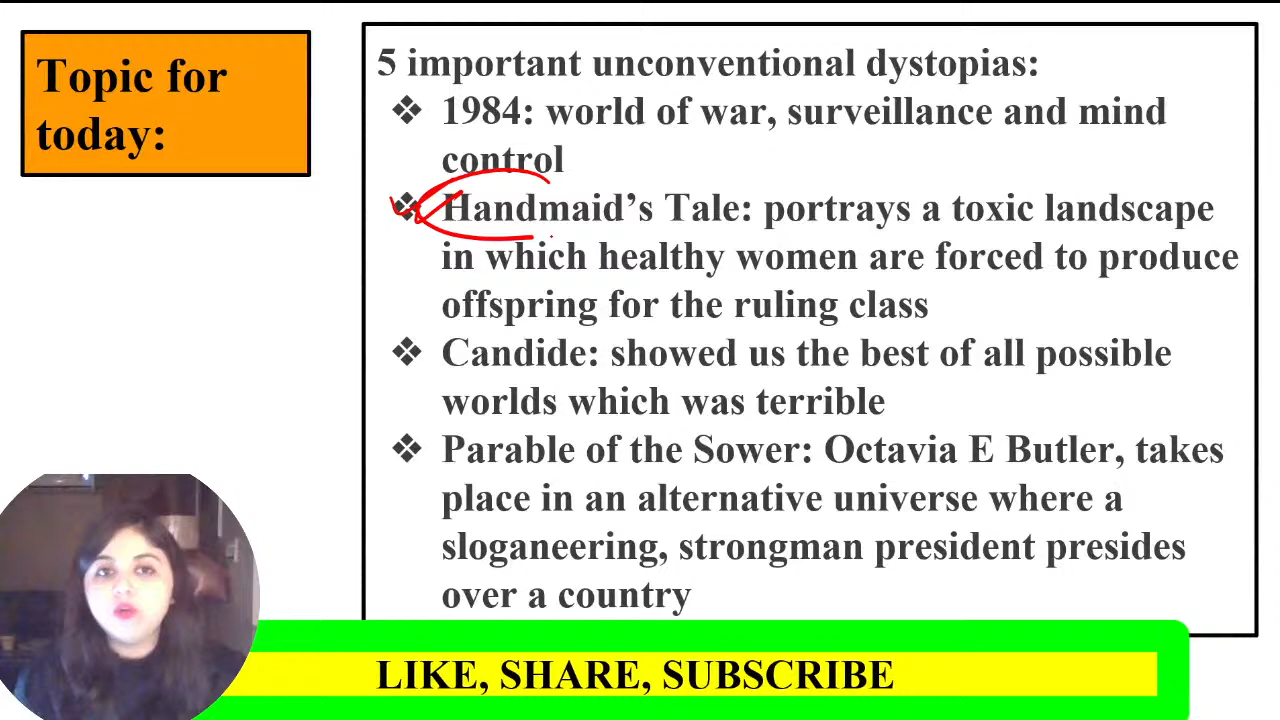 Topic for
today:
5 important unconventional dystopias:
❖ 1984: world of war, surveillance and mind
control
❖ Handmaid’s Tale: portrays a toxic landscape
in which healthy women are forced to produce
offspring for the ruling class
❖ Candide: showed us the best of all possible
worlds which was terrible
❖ Parable of the Sower: Octavia E Butler, takes
place in an alternative universe where a
sloganeering, strongman president presides
over a country
LIKE, SHARE, SUBSCRIBE